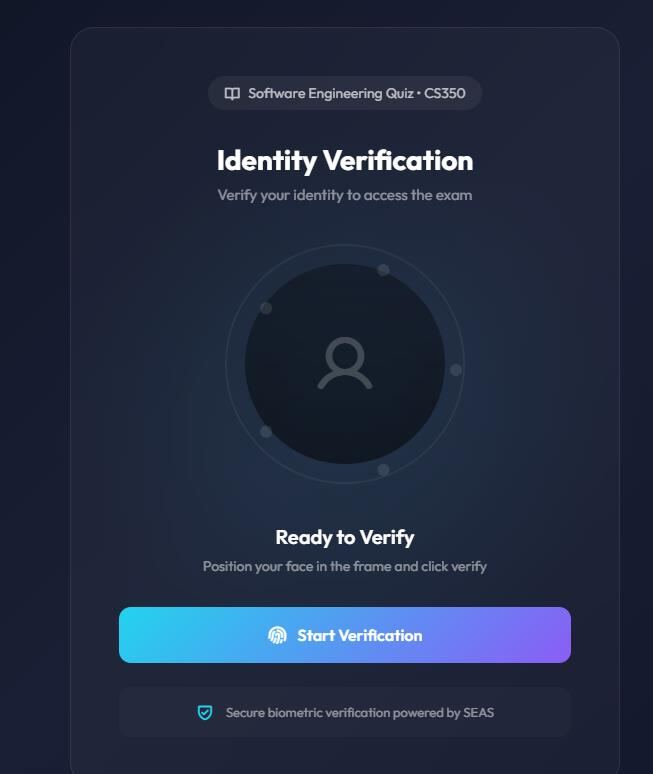 Software Engineering Quiz • CS350
Identity Verification
Verify your identity to access the exam
Ready to Verify
Position your face in the frame and click verify
Start Verification
Secure biometric verification powered by SEAS